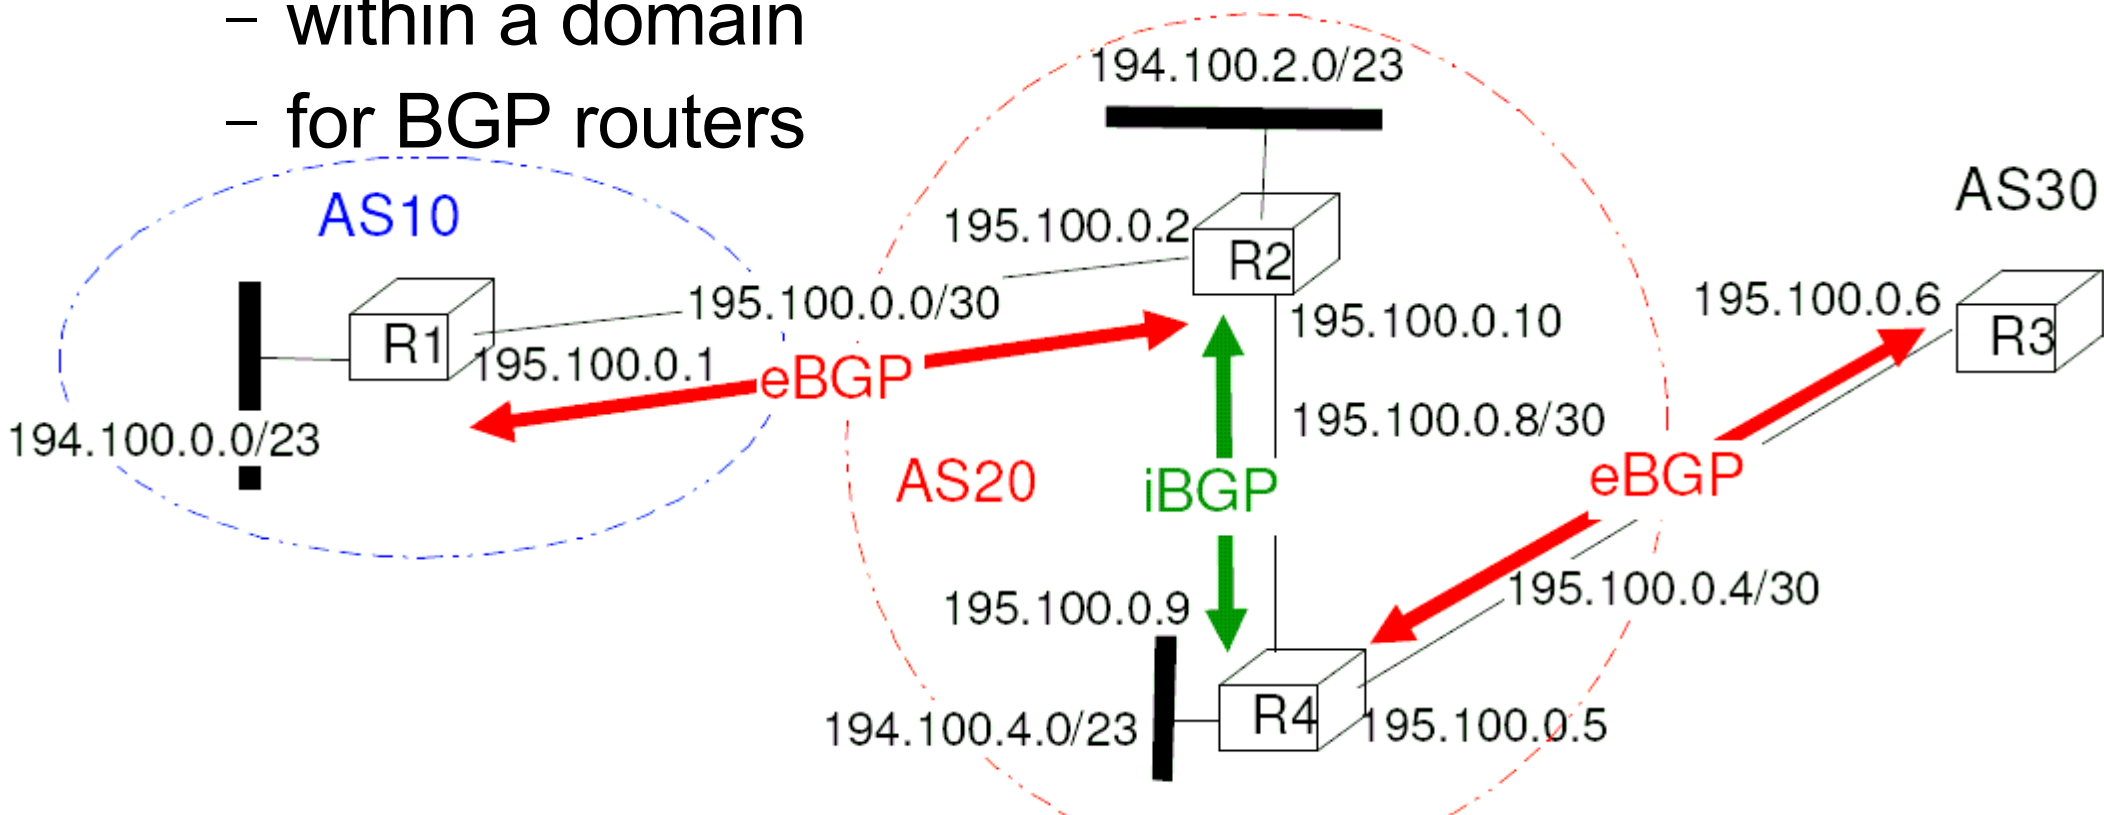 – within a domain
– for BGP routers
194.100.2.0/23
AS10
AS30
195.100.0.2
R2
195.100.0.0/30
195.100.0.10
195.100.0.6
R1
R3
195.100.0.1
eBGP
194.100.0.0/23
195.100.0.8/30
AS20
iBGP
eBGP
195.100.0.9
195.100.0.4/30
194.100.4.0/23
R4
195.100.0.5